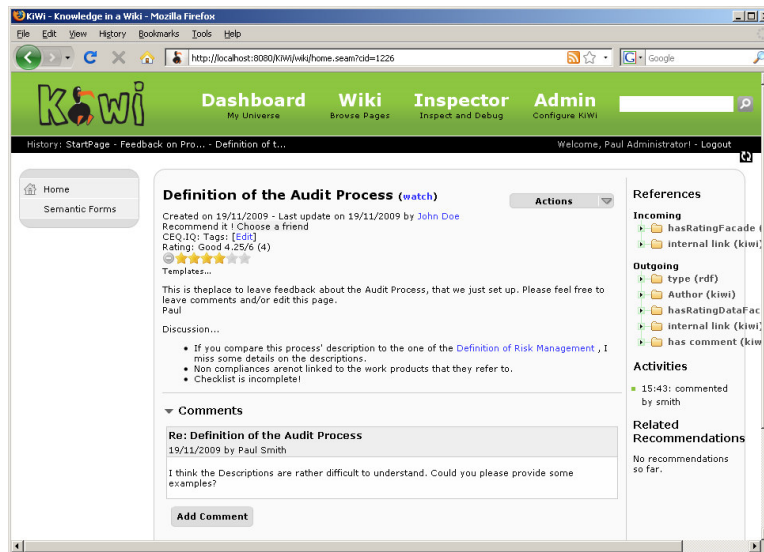 KiWi - Knowledge in a Wiki - Mozilla Firefox
File Edit View History Bookmarks Tools Help
http://localhost:8080/KiWi/wiki/home.seam?cid=1226
G Google
KiWi
Dashboard Wiki Inspector Admin
My Universe Browse Pages Inspect and Debug Configure KiWi
History: StartPage - Feedback on Pro... - Definition of t...
Welcome, Paul Administrator! - Logout
Home
Semantic Forms
Definition of the Audit Process (watch)
Actions
Created on 19/11/2009 - Last update on 19/11/2009 by John Doe
Recommend it ! Choose a friend
CEQ.IQ: Tags: [Edit]
Rating: Good 4.25/6 (4)
Templates...
This is theplace to leave feedback about the Audit Process, that we just set up. Please feel free to
leave comments and/or edit this page.
Paul
Discussion...
If you compare this process' description to the one of the Definition of Risk Management , I
miss some details on the descriptions.
Non compliances arenot linked to the work products that they refer to.
Checklist is incomplete!
Comments
Re: Definition of the Audit Process
19/11/2009 by Paul Smith
I think the Descriptions are rather difficult to understand. Could you please provide some
examples?
Add Comment
References
Incoming
hasRatingFacade (
internal link (kiwi)
Outgoing
type (rdf)
Author (kiwi)
hasRatingDataFac
internal link (kiwi)
has comment (kiw
Activities
15:43: commented
by smith
Related
Recommendations
No recommendations
so far.